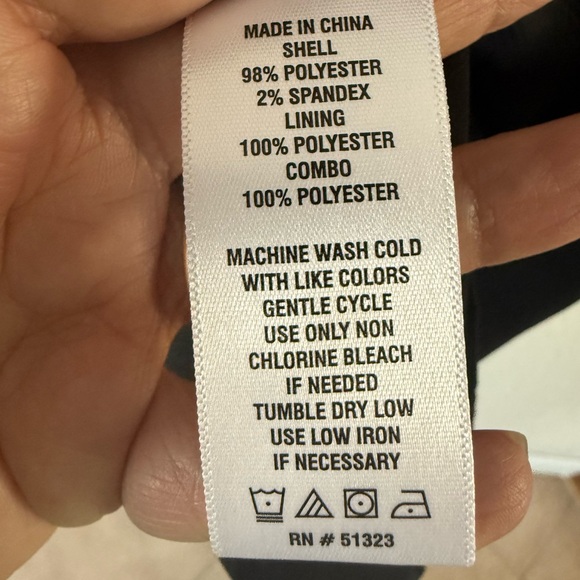 MADE IN CHINA
SHELL
98% POLYESTER
2% SPANDEX
LINING
100% POLYESTER
COMBO
100% POLYESTER
MACHINE WASH COLD
WITH LIKE COLORS
GENTLE CYCLE
USE ONLY NON
CHLORINE BLEACH
IF NEEDED
TUMBLE DRY LOW
USE LOW IRON
IF NECESSARY
RN # 51323